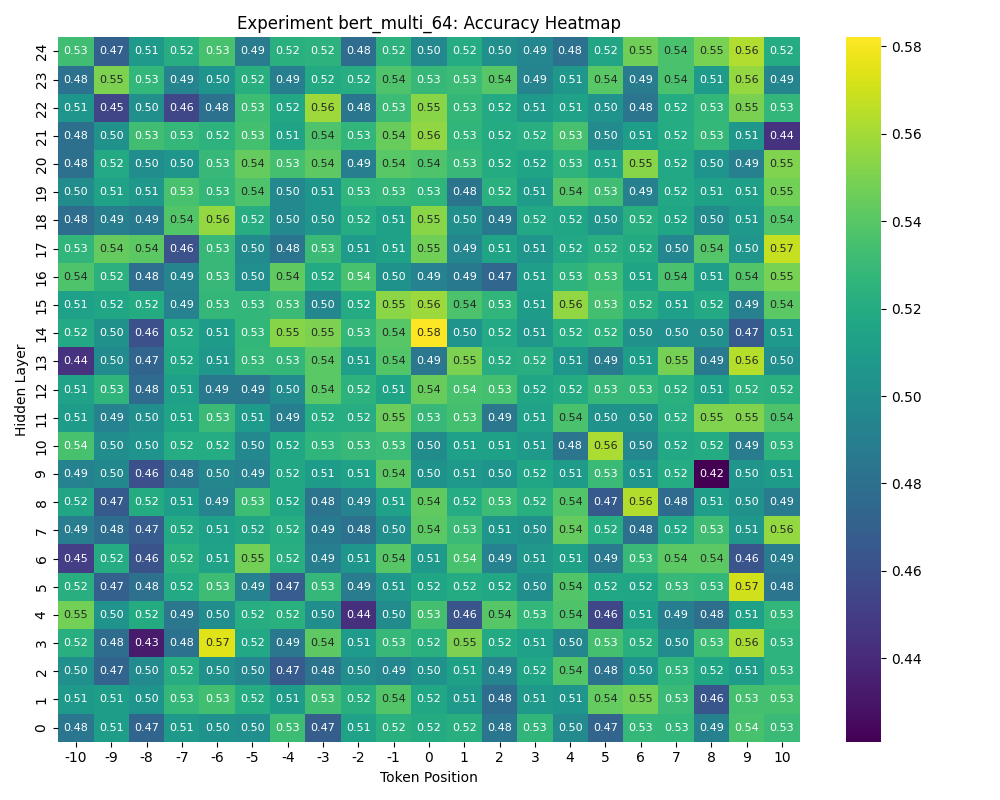 Experiment bert_multi_64: Accuracy Heatmap
24 0.53 0.47 0.51 0.52 0.53 0.49 0.52 0.52 0.48 0.52 0.50 0.52 0.50 0.49 0.48 0.52 0.55 0.54 0.55 0.56 0.52
23 0.48 0.55 0.53 0.49 0.50 0.52 0.49 0.52 0.52 0.54 0.53 0.53 0.54 0.49 0.51 0.54 0.49 0.54 0.51 0.56 0.49
22 0.51 0.45 0.50 0.46 0.48 0.53 0.52 0.56 0.48 0.53 0.55 0.53 0.52 0.51 0.51 0.50 0.48 0.52 0.53 0.55 0.53
21 0.48 0.50 0.53 0.53 0.52 0.53 0.51 0.54 0.53 0.54 0.56 0.53 0.52 0.52 0.53 0.50 0.51 0.52 0.53 0.51 0.44
20 0.48 0.52 0.50 0.50 0.53 0.54 0.53 0.54 0.49 0.54 0.54 0.53 0.52 0.52 0.53 0.51 0.55 0.52 0.50 0.49 0.55
19 0.50 0.51 0.51 0.53 0.53 0.54 0.50 0.51 0.53 0.53 0.53 0.48 0.52 0.51 0.54 0.53 0.49 0.52 0.51 0.51 0.55
18 0.48 0.49 0.49 0.54 0.56 0.52 0.50 0.50 0.52 0.51 0.55 0.50 0.49 0.52 0.52 0.50 0.52 0.52 0.50 0.51 0.54
17 0.53 0.54 0.54 0.46 0.53 0.50 0.48 0.53 0.51 0.51 0.55 0.49 0.51 0.51 0.52 0.52 0.52 0.50 0.54 0.50 0.57
16 0.54 0.52 0.48 0.49 0.53 0.50 0.54 0.52 0.54 0.50 0.49 0.49 0.47 0.51 0.53 0.53 0.51 0.54 0.51 0.54 0.55
15 0.51 0.52 0.52 0.49 0.53 0.53 0.53 0.50 0.52 0.55 0.56 0.54 0.53 0.51 0.56 0.53 0.52 0.51 0.52 0.49 0.54
14 0.52 0.50 0.46 0.52 0.51 0.53 0.55 0.55 0.53 0.54 0.58 0.50 0.52 0.51 0.52 0.52 0.50 0.50 0.50 0.47 0.51
13 0.44 0.50 0.47 0.52 0.51 0.53 0.53 0.54 0.51 0.54 0.49 0.55 0.52 0.52 0.51 0.49 0.51 0.55 0.49 0.56 0.50
12 0.51 0.53 0.48 0.51 0.49 0.49 0.50 0.54 0.52 0.51 0.54 0.54 0.53 0.52 0.52 0.53 0.53 0.52 0.51 0.52 0.52
11 0.51 0.49 0.50 0.51 0.53 0.51 0.49 0.52 0.52 0.55 0.53 0.53 0.49 0.51 0.54 0.50 0.50 0.52 0.55 0.55 0.54
10 0.54 0.50 0.50 0.52 0.52 0.50 0.52 0.53 0.53 0.53 0.50 0.51 0.51 0.51 0.48 0.56 0.50 0.52 0.52 0.49 0.53
9 0.49 0.50 0.46 0.48 0.50 0.49 0.52 0.51 0.51 0.54 0.50 0.51 0.50 0.52 0.51 0.53 0.51 0.52 0.42 0.50 0.51
8 0.52 0.47 0.52 0.51 0.49 0.53 0.52 0.48 0.49 0.51 0.54 0.52 0.53 0.52 0.54 0.47 0.56 0.48 0.51 0.50 0.49
7 0.49 0.48 0.47 0.52 0.51 0.52 0.52 0.49 0.48 0.52 0.54 0.53 0.51 0.50 0.54 0.52 0.48 0.52 0.53 0.51 0.56
6 0.45 0.52 0.46 0.52 0.51 0.55 0.52 0.49 0.51 0.54 0.51 0.54 0.49 0.51 0.51 0.49 0.53 0.54 0.54 0.46 0.49
5 0.52 0.47 0.48 0.52 0.53 0.49 0.47 0.53 0.49 0.51 0.52 0.52 0.52 0.50 0.54 0.52 0.52 0.53 0.53 0.57 0.48
4 0.55 0.50 0.52 0.49 0.50 0.52 0.52 0.50 0.44 0.50 0.53 0.46 0.54 0.53 0.54 0.46 0.51 0.49 0.48 0.51 0.53
3 0.52 0.48 0.43 0.48 0.57 0.52 0.49 0.54 0.51 0.53 0.52 0.55 0.52 0.51 0.50 0.53 0.52 0.50 0.53 0.56 0.53
2 0.50 0.47 0.50 0.52 0.50 0.50 0.47 0.48 0.50 0.49 0.50 0.51 0.49 0.52 0.54 0.48 0.50 0.53 0.52 0.51 0.53
1 0.51 0.51 0.50 0.53 0.53 0.52 0.51 0.53 0.52 0.54 0.52 0.51 0.48 0.51 0.51 0.54 0.55 0.53 0.46 0.53 0.53
0 0.48 0.51 0.47 0.51 0.50 0.50 0.53 0.47 0.51 0.52 0.52 0.52 0.48 0.53 0.50 0.47 0.53 0.53 0.49 0.54 0.53
-10 -9 -8 -7 -6 -5 -4 -3 -2 -1 0 1 2 3 4 5 6 7 8 9 10
Token Position
Hidden Layer
0.58
0.56
0.54
0.52
0.50
0.48
0.46
0.44